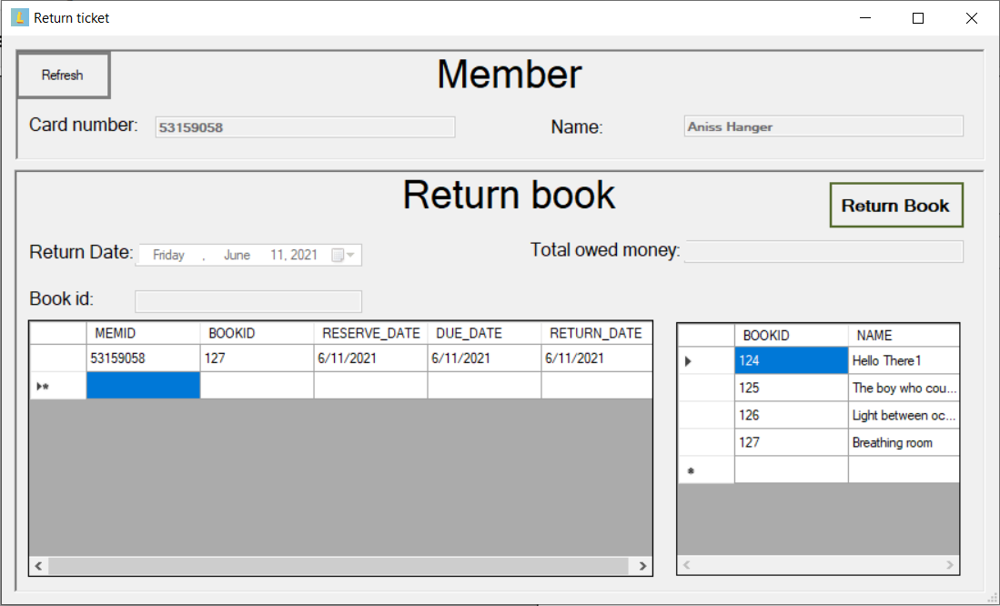 Return ticket
Refresh
Member
Card number: 53159058 Name: Aniss Hanger
Return book
Return Book
Return Date: Friday , June 11, 2021 Total owed money:
Book id:
MEMID BOOKID RESERVE_DATE DUE_DATE RETURN_DATE
53159058 127 6/11/2021 6/11/2021 6/11/2021
BOOKID NAME
124 Hello There1
125 The boy who cou...
126 Light between oc...
127 Breathing room